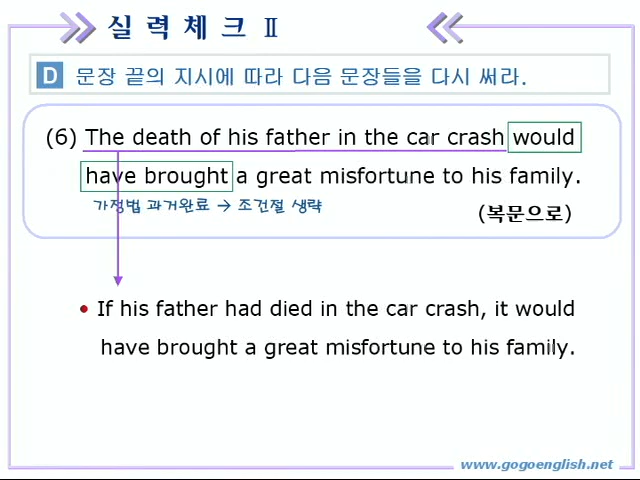 실 력 체 크 Ⅱ
D 문장 끝의 지시에 따라 다음 문장들을 다시 써라.
(6) The death of his father in the car crash would
have brought a great misfortune to his family.
가정법 과거완료 → 조건절 생략
(복문으로)
• If his father had died in the car crash, it would
have brought a great misfortune to his family.
www.gogoenglish.net